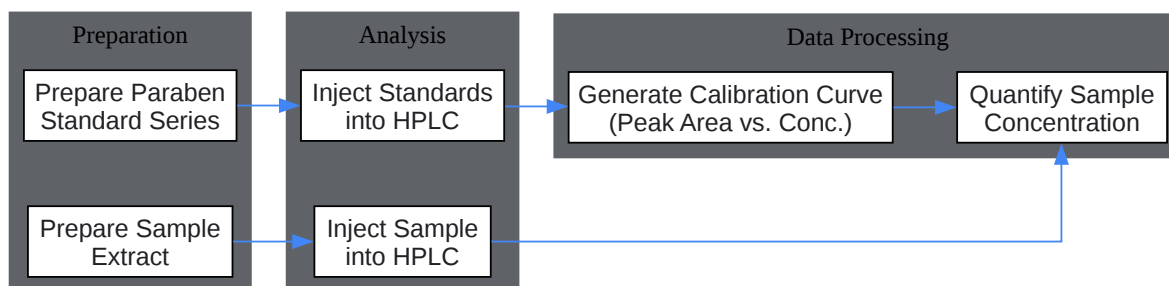 Preparation
Analysis
Data Processing
Prepare Paraben
Standard Series
Inject Standards
into HPLC
Generate Calibration Curve
(Peak Area vs. Conc.)
Quantify Sample
Concentration
Prepare Sample
Extract
Inject Sample
into HPLC